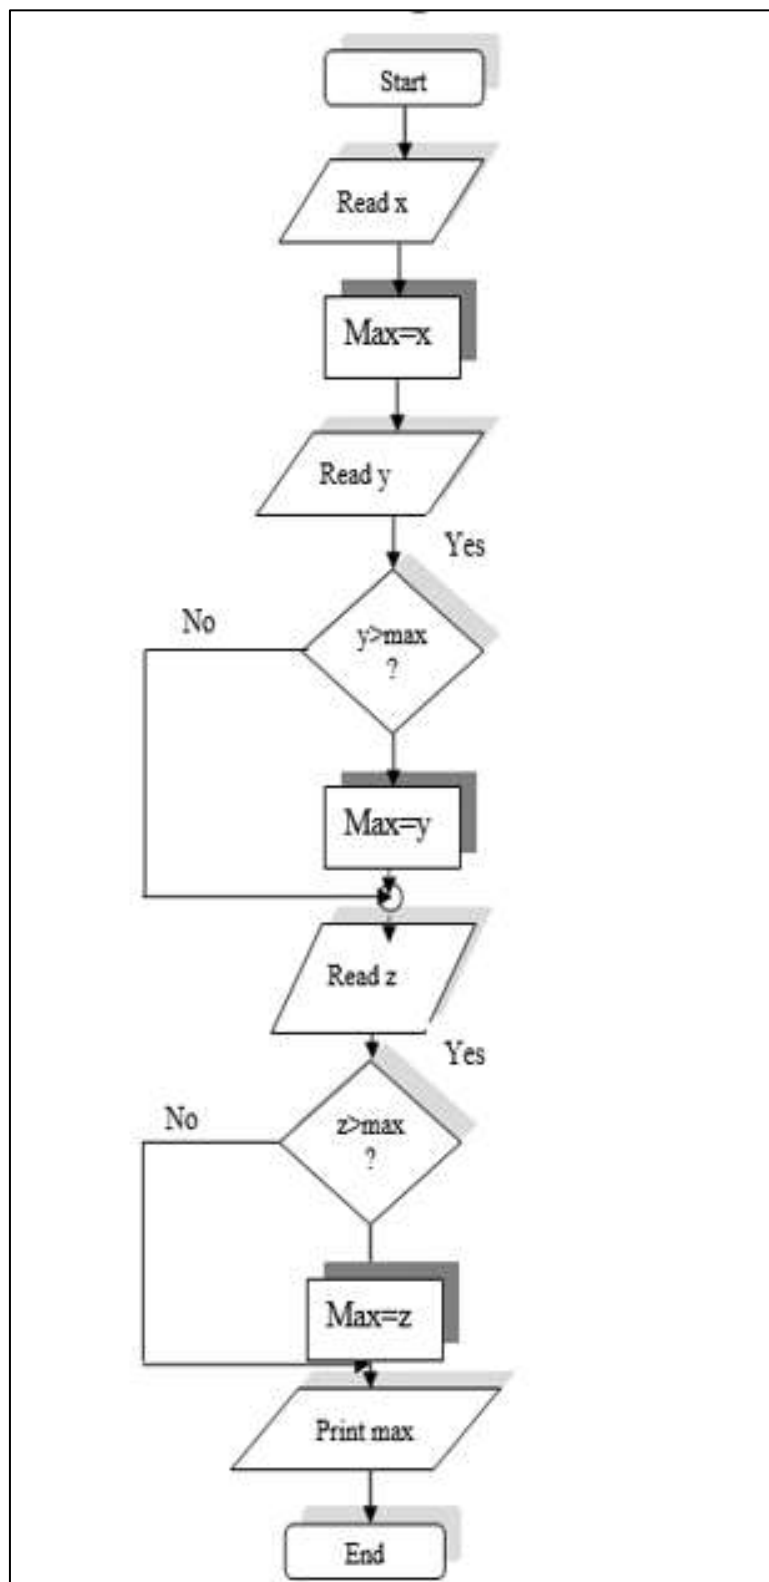 Start
Read x
Max=x
Read y
Yes
No
y>max
?
Max=y
Read z
Yes
No
z>max
?
Max=z
Print max
End